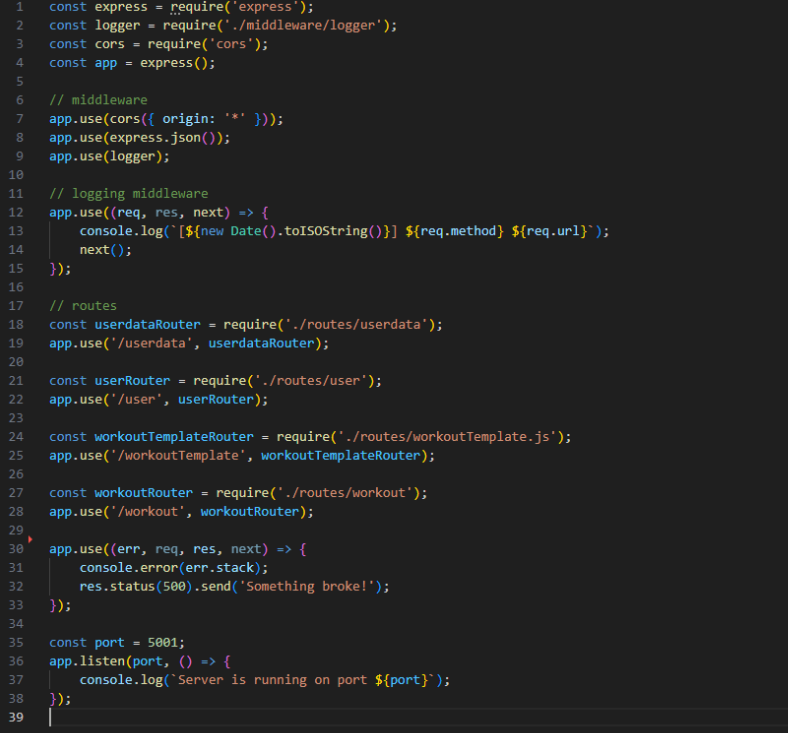 1 const express = require('express');
2 const logger = require('./middleware/logger');
3 const cors = require('cors');
4 const app = express();
5
6 // middleware
7 app.use(cors({ origin: '*' }));
8 app.use(express.json());
9 app.use(logger);
10
11 // logging middleware
12 app.use((req, res, next) => {
13     console.log(`[${new Date().toISOString()}] ${req.method} ${req.url}`);
14     next();
15 });
16
17 // routes
18 const userdataRouter = require('./routes/userdata');
19 app.use('/userdata', userdataRouter);
20
21 const userRouter = require('./routes/user');
22 app.use('/user', userRouter);
23
24 const workoutTemplateRouter = require('./routes/workoutTemplate.js');
25 app.use('/workoutTemplate', workoutTemplateRouter);
26
27 const workoutRouter = require('./routes/workout');
28 app.use('/workout', workoutRouter);
29
30 app.use((err, req, res, next) => {
31     console.error(err.stack);
32     res.status(500).send('Something broke!');
33 });
34
35 const port = 5001;
36 app.listen(port, () => {
37     console.log(`Server is running on port ${port}`);
38 });
39